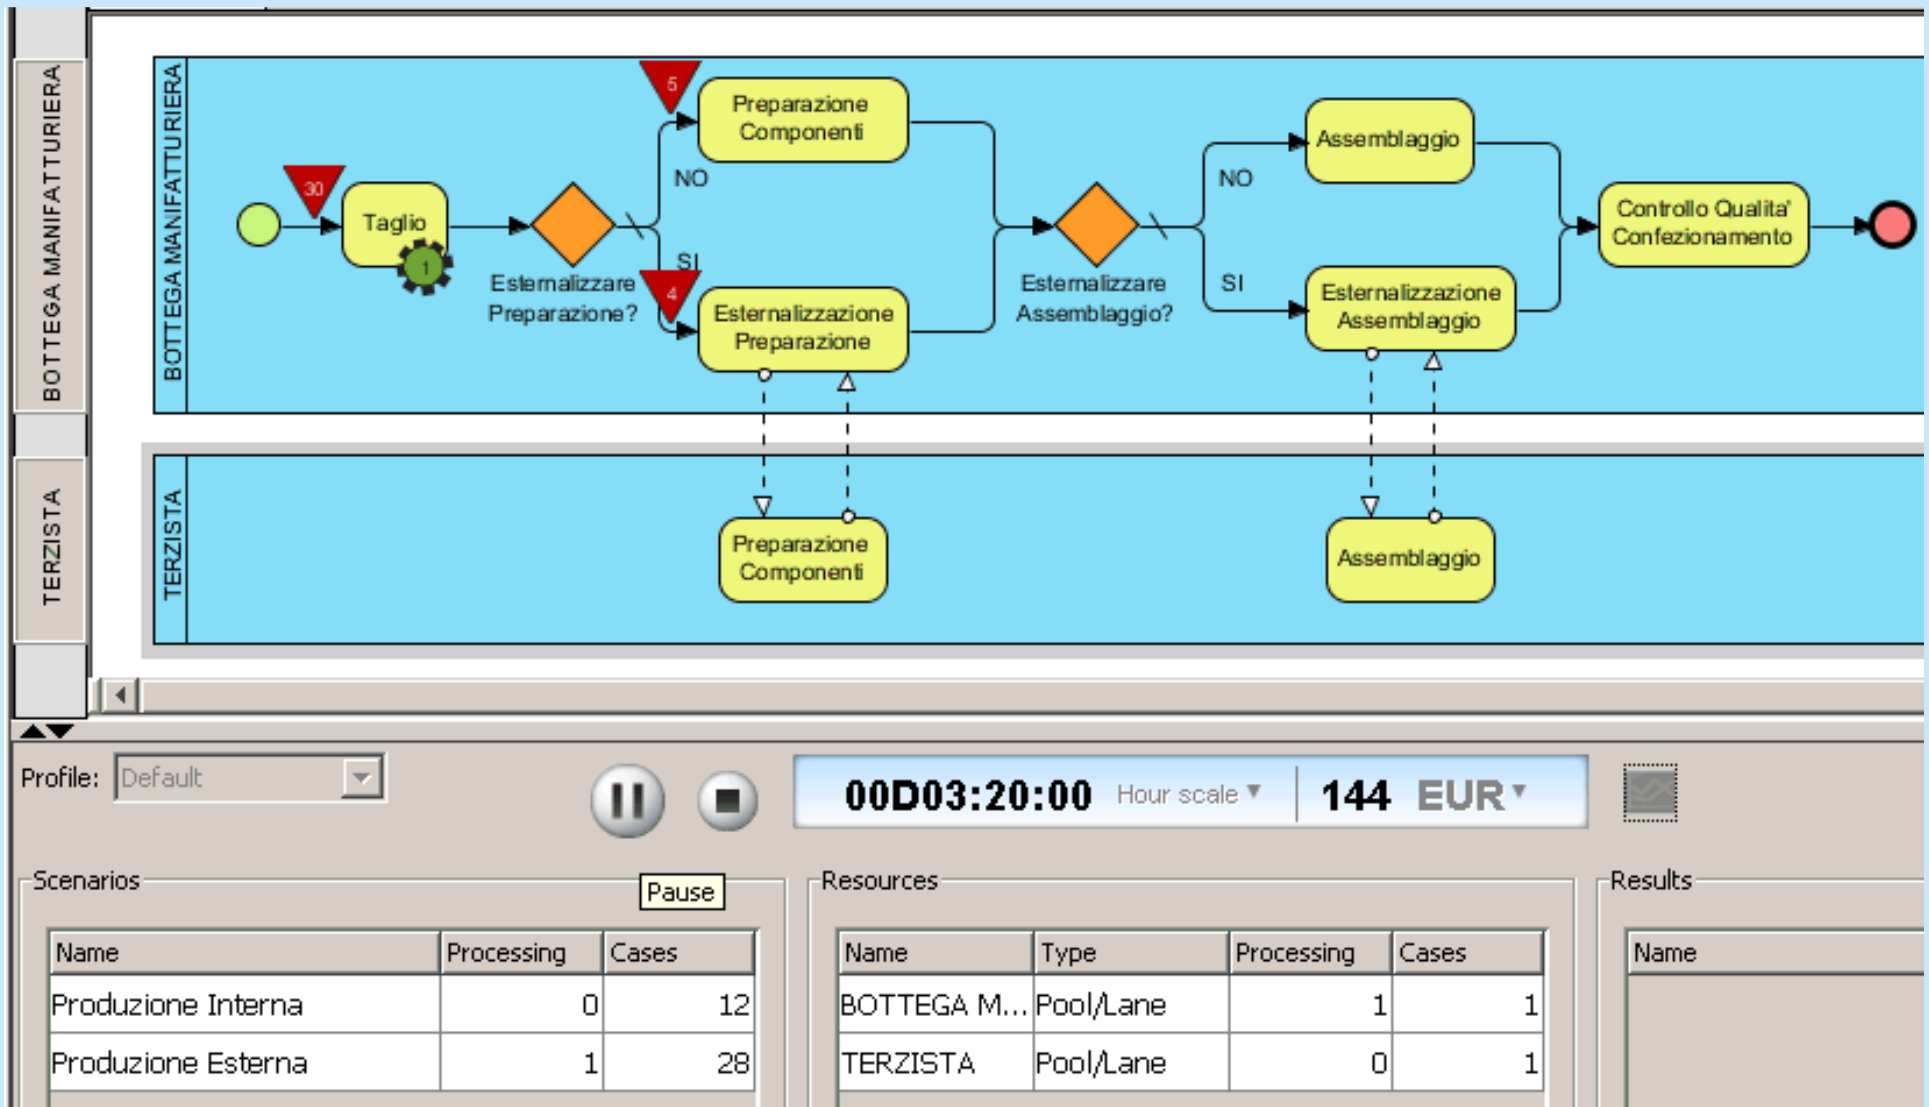 BOTTEGA MANIFATTURIERA
TERZISTA
BOTTEGA MANIFATTURIERA
30
Taglio
1
Esternalizzare
Preparazione?
5
Preparazione
Componenti
NO
SI
4
Esternalizzazione
Preparazione
Esternalizzare
Assemblaggio?
NO
SI
Assemblaggio
Esternalizzazione
Assemblaggio
Controllo Qualita'
Confezionamento
TERZISTA
Preparazione
Componenti
Assemblaggio
Profile: Default
00D03:20:00 Hour scale 144 EUR
Pause
Scenarios
Name Processing Cases
Produzione Interna 0 12
Produzione Esterna 1 28
Resources
Name Type Processing Cases
BOTTEGA M... Pool/Lane 1 1
TERZISTA Pool/Lane 0 1
Results
Name